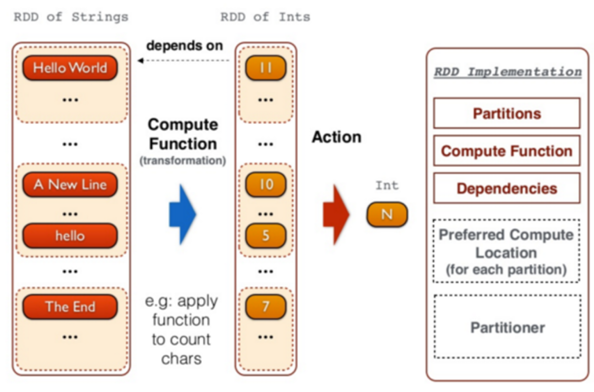 RDD of Strings
RDD of Ints
depends on
Hello World
11
...
...
...
...
Compute
Function
(transformation)
Action
A New Line
10
...
...
hello
5
...
...
The End
7
...
...
e.g: apply
function
to count
chars
Int
N
RDD Implementation
Partitions
Compute Function
Dependencies
Preferred Compute
Location
(for each partition)
Partitioner